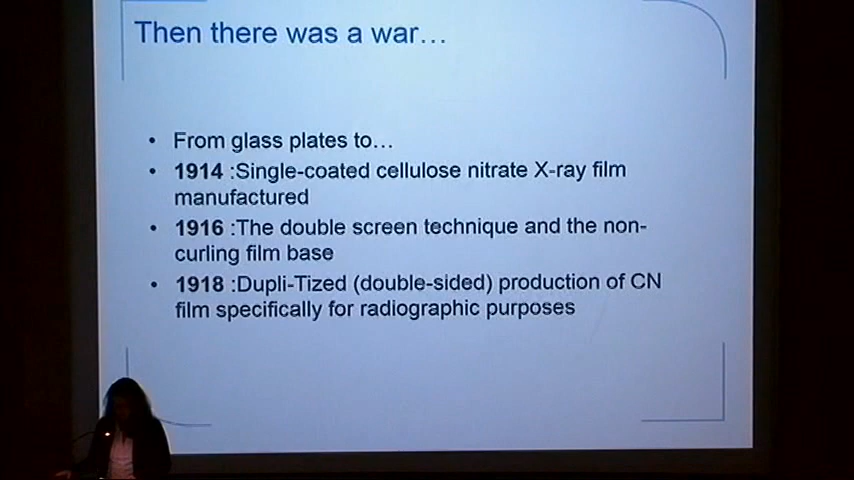 Then there was a war…
• From glass plates to…
• 1914 :Single-coated cellulose nitrate X-ray film
manufactured
• 1916 :The double screen technique and the non-
curling film base
• 1918 :Dupli-Tized (double-sided) production of CN
film specifically for radiographic purposes